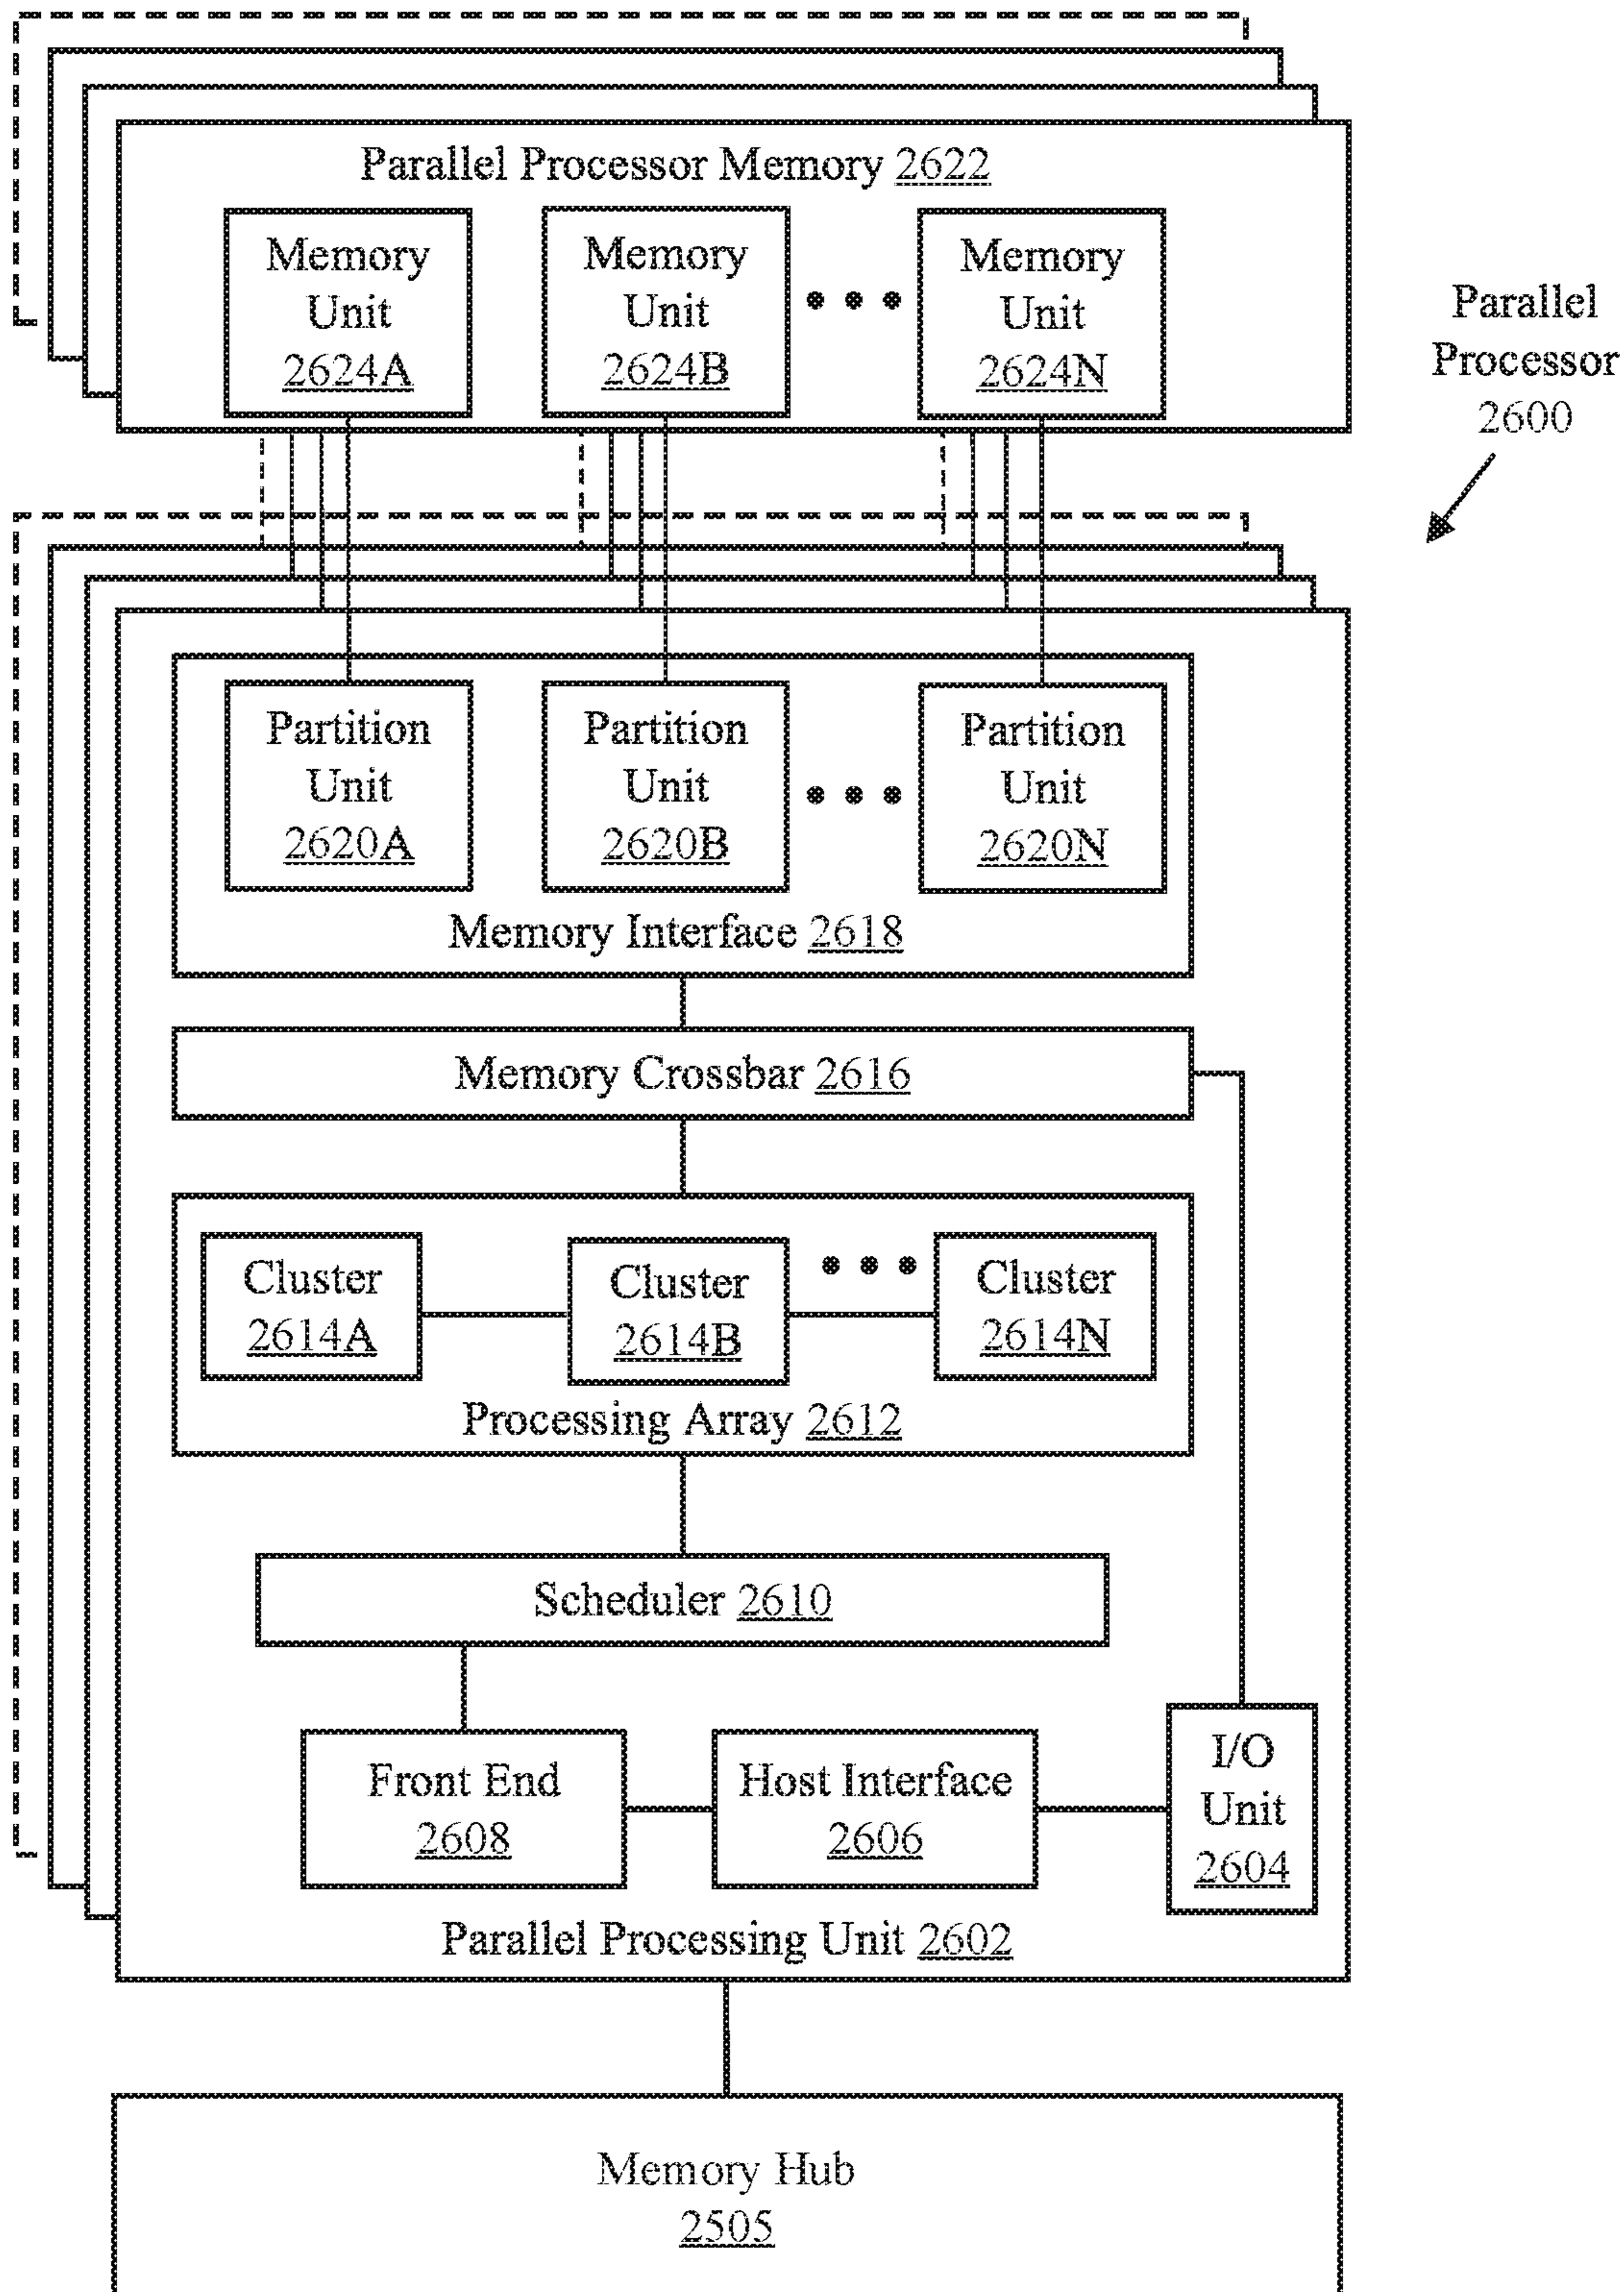 Parallel Processor Memory 2622
Memory
Unit
2624A
Memory
Unit
2624B
Memory
Unit
2624N
Parallel
Processor
2600
Partition
Unit
2620A
Partition
Unit
2620B
Partition
Unit
2620N
Memory Interface 2618
Memory Crossbar 2616
Cluster
2614A
Cluster
2614B
Cluster
2614N
Processing Array 2612
Scheduler 2610
Front End
2608
Host Interface
2606
I/O
Unit
2604
Parallel Processing Unit 2602
Memory Hub
2505